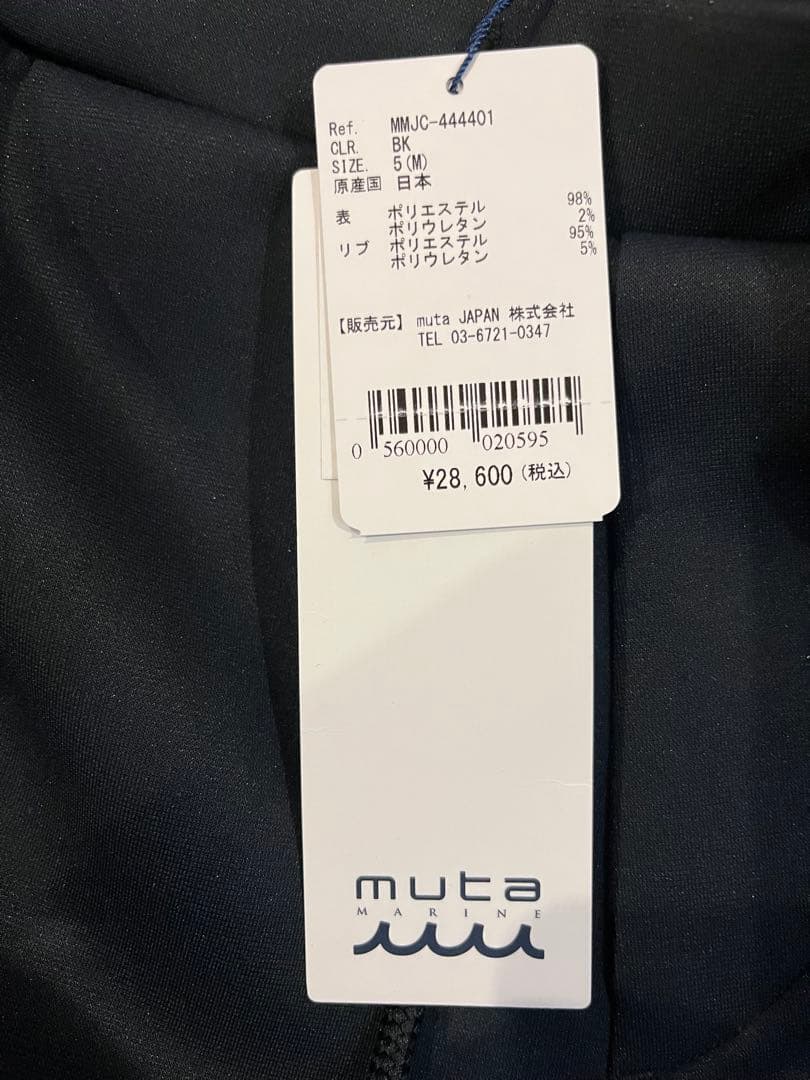 Ref. MMJC-444401
CLR. BK
SIZE. 5(M)
原産国 日本
表 ポリエステル 98%
ポリウレタン 2%
リブ ポリエステル 95%
ポリウレタン 5%
【販売元】 muta JAPAN 株式会社
TEL 03-6721-0347
0 560000 020595
¥28,600(税込)
muta
MARINE